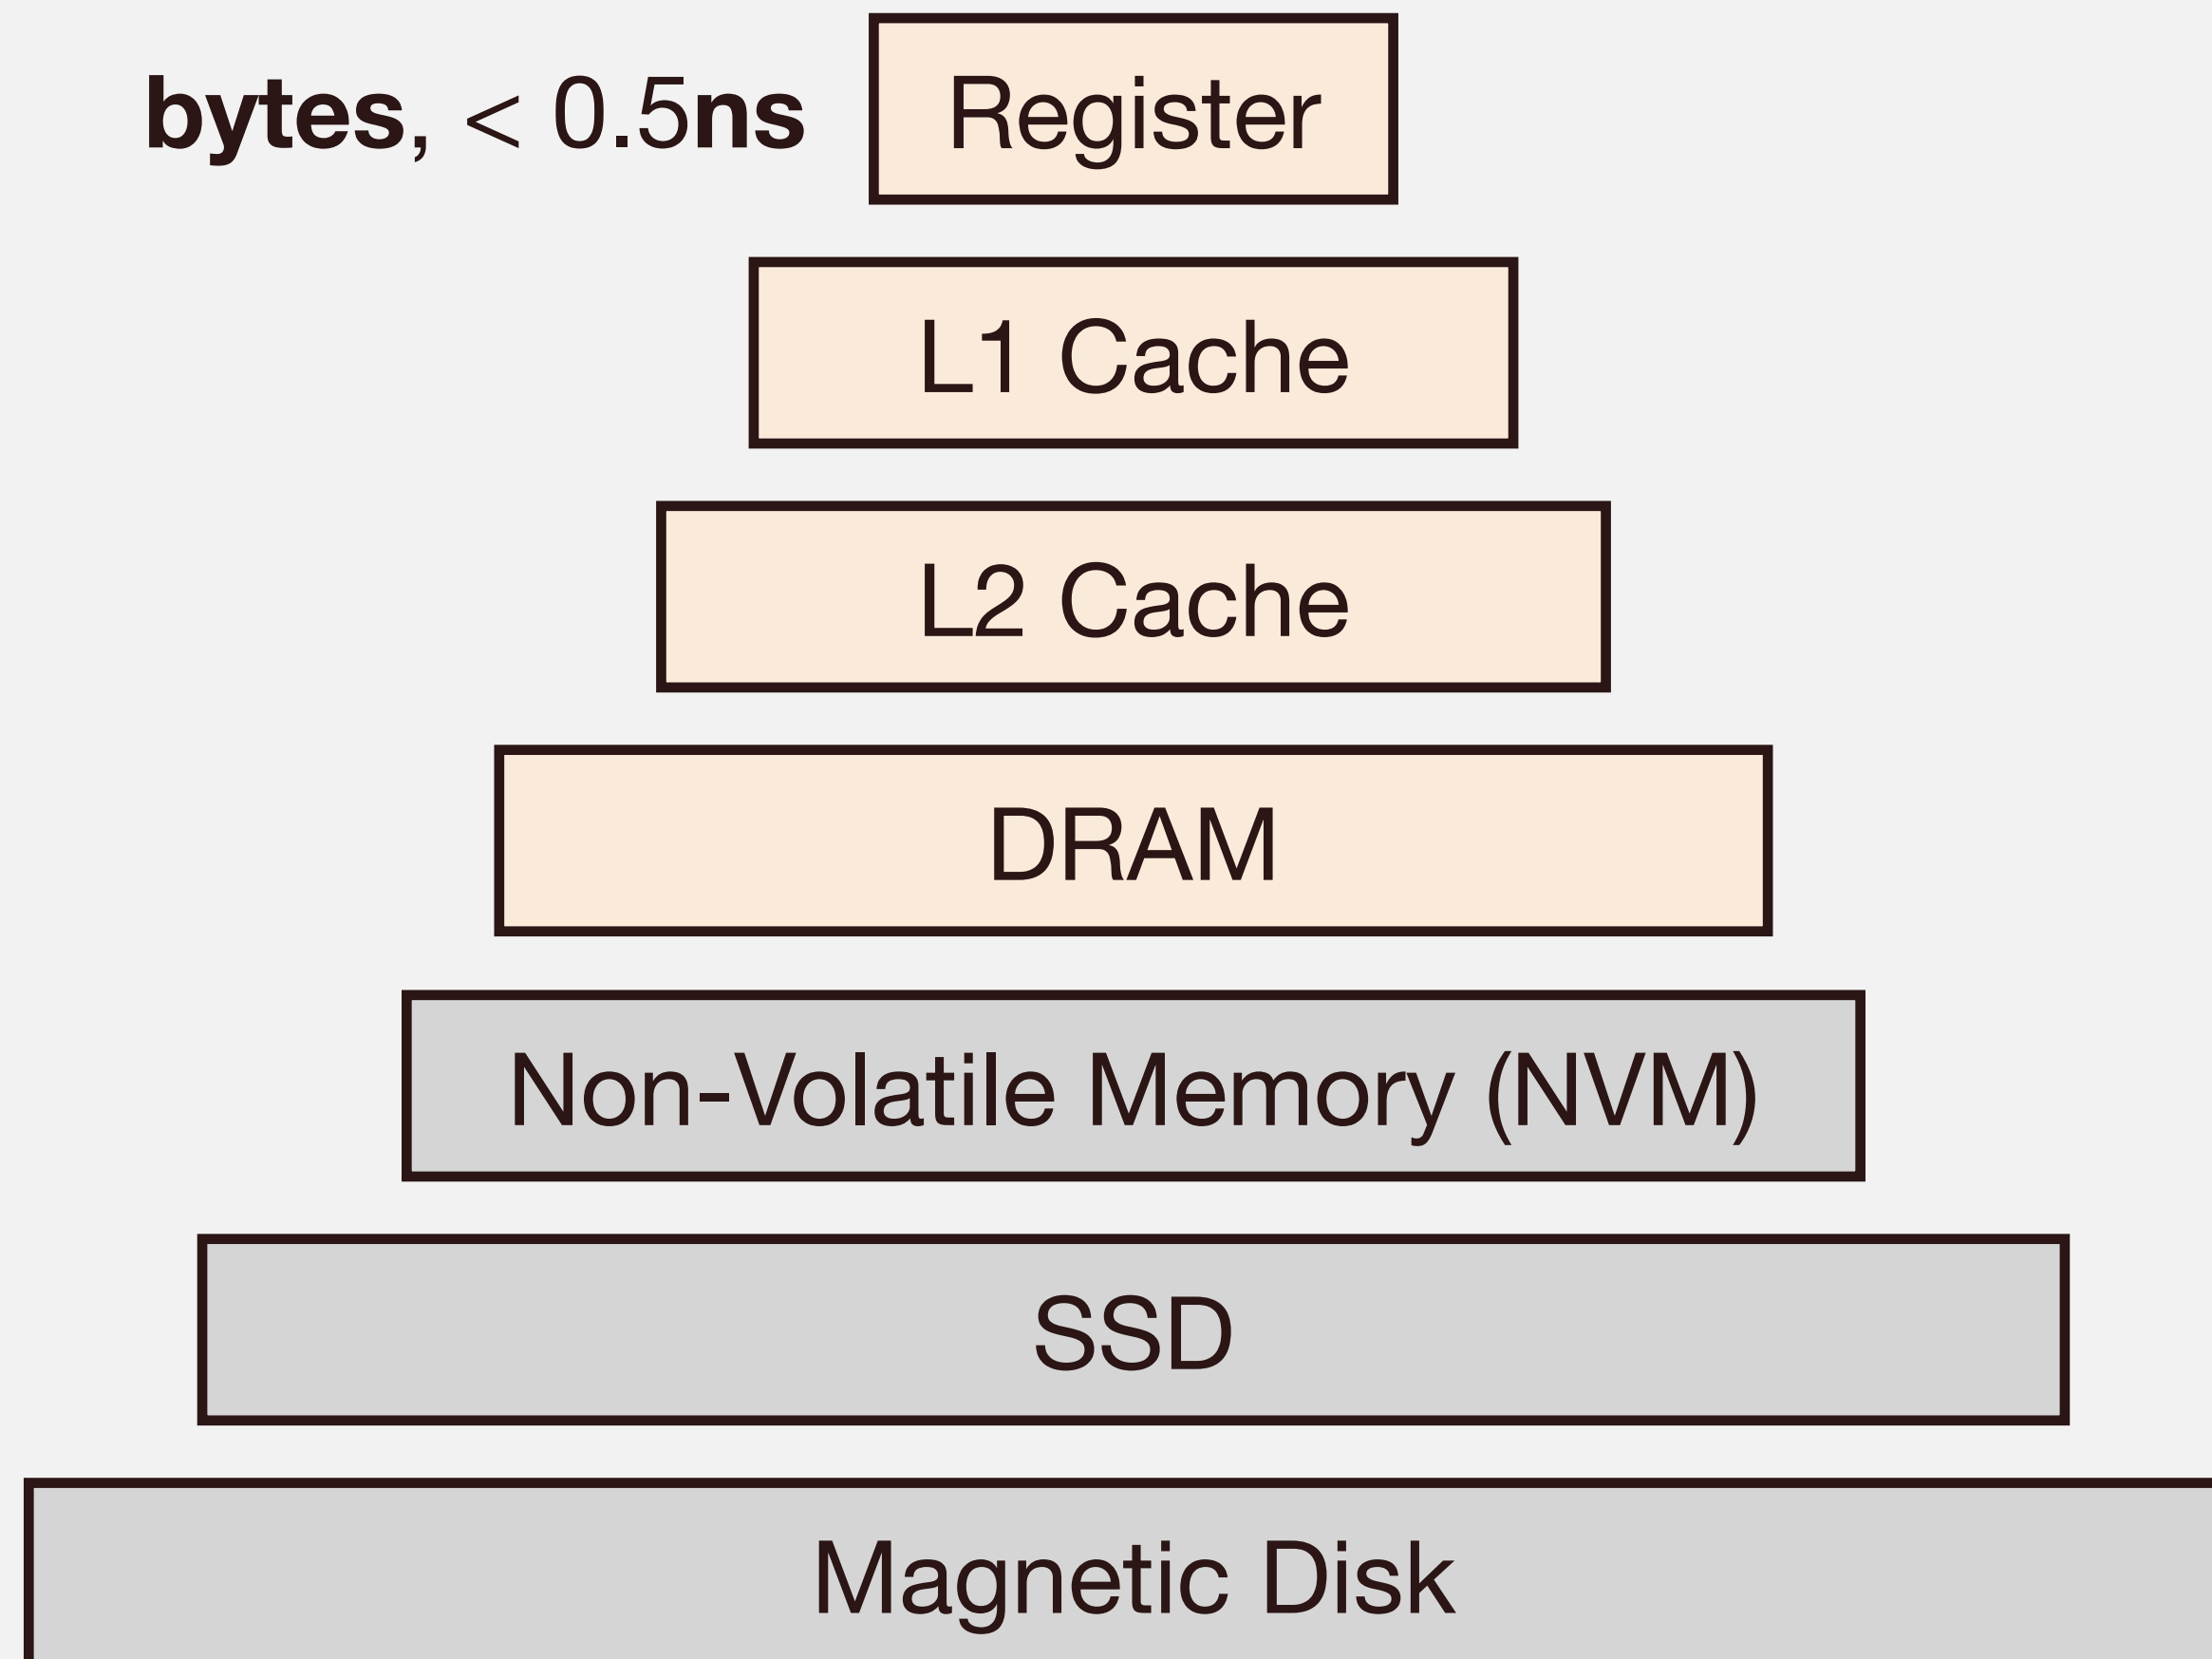 bytes, < 0.5ns Register
L1 Cache
L2 Cache
DRAM
Non-Volatile Memory (NVM)
SSD
Magnetic Disk